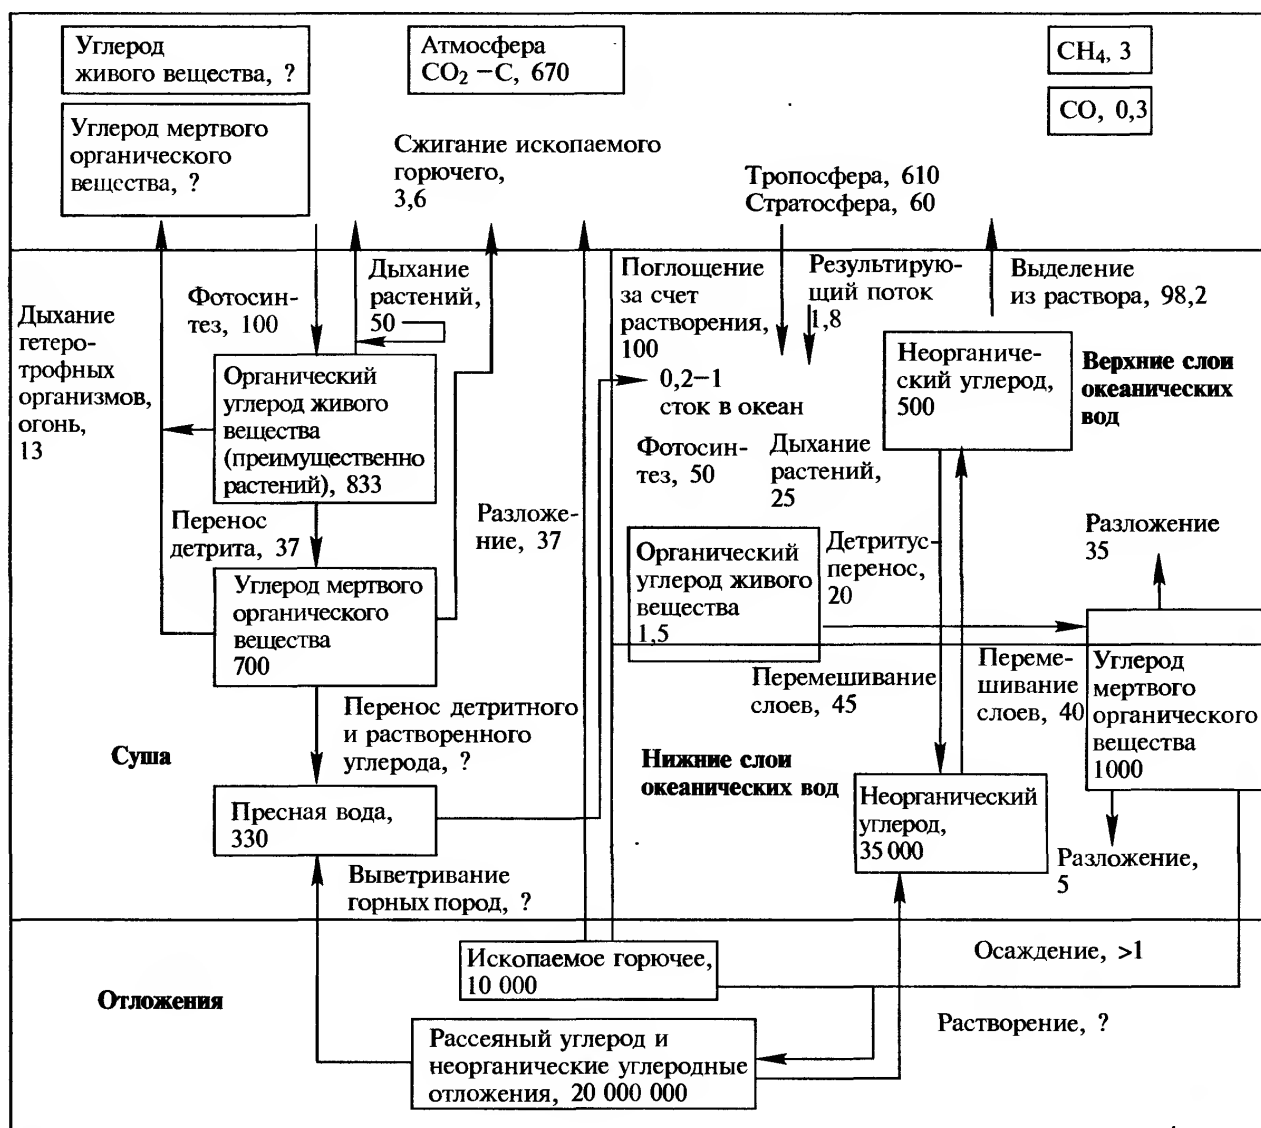 Углерод
живого вещества, ?
Атмосфера
CO₂ – C, 670
CH₄, 3
CO, 0,3
Углерод мертвого
органического
вещества, ?
Сжигание ископаемого
горючего,
3,6
Тропосфера, 610
Стратосфера, 60
Дыхание
гетеро-
трофных
организмов,
огонь,
13
Фотосин-
тез, 100
Дыхание
растений,
50
Поглощение
за счет
растворения,
100
Результирую-
щий поток
1,8
Выделение
из раствора, 98,2
Органический
углерод живого
вещества
(преимущественно
растений), 833
0,2–1
сток в океан
Неорганиче-
ский углерод,
500
Верхние слои
океанических
вод
Фотосин-
тез, 50
Дыхание
растений,
25
Перенос
детрита, 37
Разложе-
ние, 37
Органический
углерод живого
вещества
1,5
Детритус-
перенос,
20
Разложение
35
Углерод мертвого
органического
вещества
700
Перемешивание
слоев, 45
Переме-
шивание
слоев, 40
Углерод
мертвого
органического
вещества
1000
Перенос детритного
и растворенного
углерода, ?
Суша
Нижние слои
океанических вод
Пресная вода,
330
Неорганический
углерод,
35 000
Разложение,
5
Выветривание
горных пород, ?
Ископаемое горючее,
10 000
Осаждение, >1
Отложения
Рассеяный углерод и
неорганические углеродные
отложения, 20 000 000
Растворение, ?